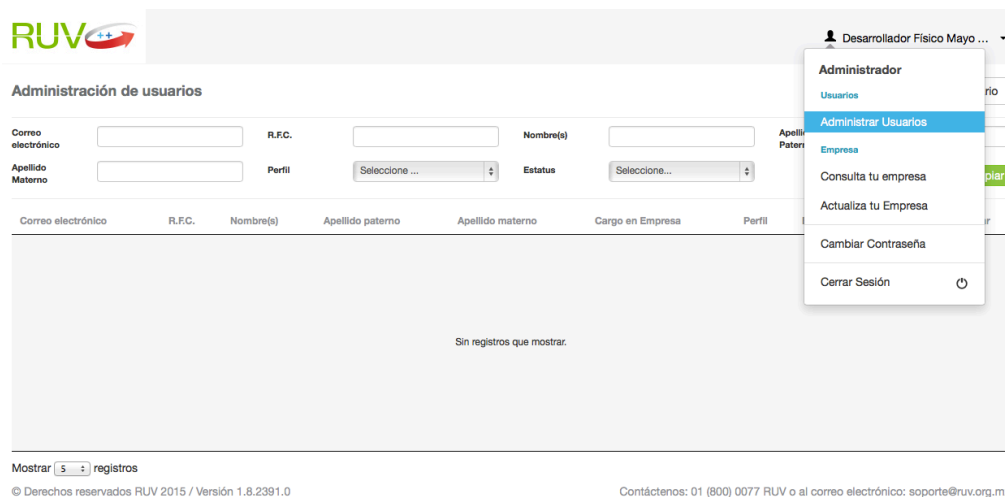 RUV ++
Desarrollador Físico Mayo ...
Administración de usuarios
Administrador
Usuarios
Administrar Usuarios
Empresa
Consulta tu empresa
Actualiza tu Empresa
Cambiar Contraseña
Cerrar Sesión
rio
Correo electrónico
R.F.C.
Nombre(s)
Apellido Materno
Perfil
Seleccione ...
Estatus
Seleccione...
piar
Correo electrónico R.F.C. Nombre(s) Apellido paterno Apellido materno Cargo en Empresa Perfil
Sin registros que mostrar.
Mostrar 5 registros
© Derechos reservados RUV 2015 / Versión 1.8.2391.0
Contáctenos: 01 (800) 0077 RUV o al correo electrónico: soporte@ruv.org.m